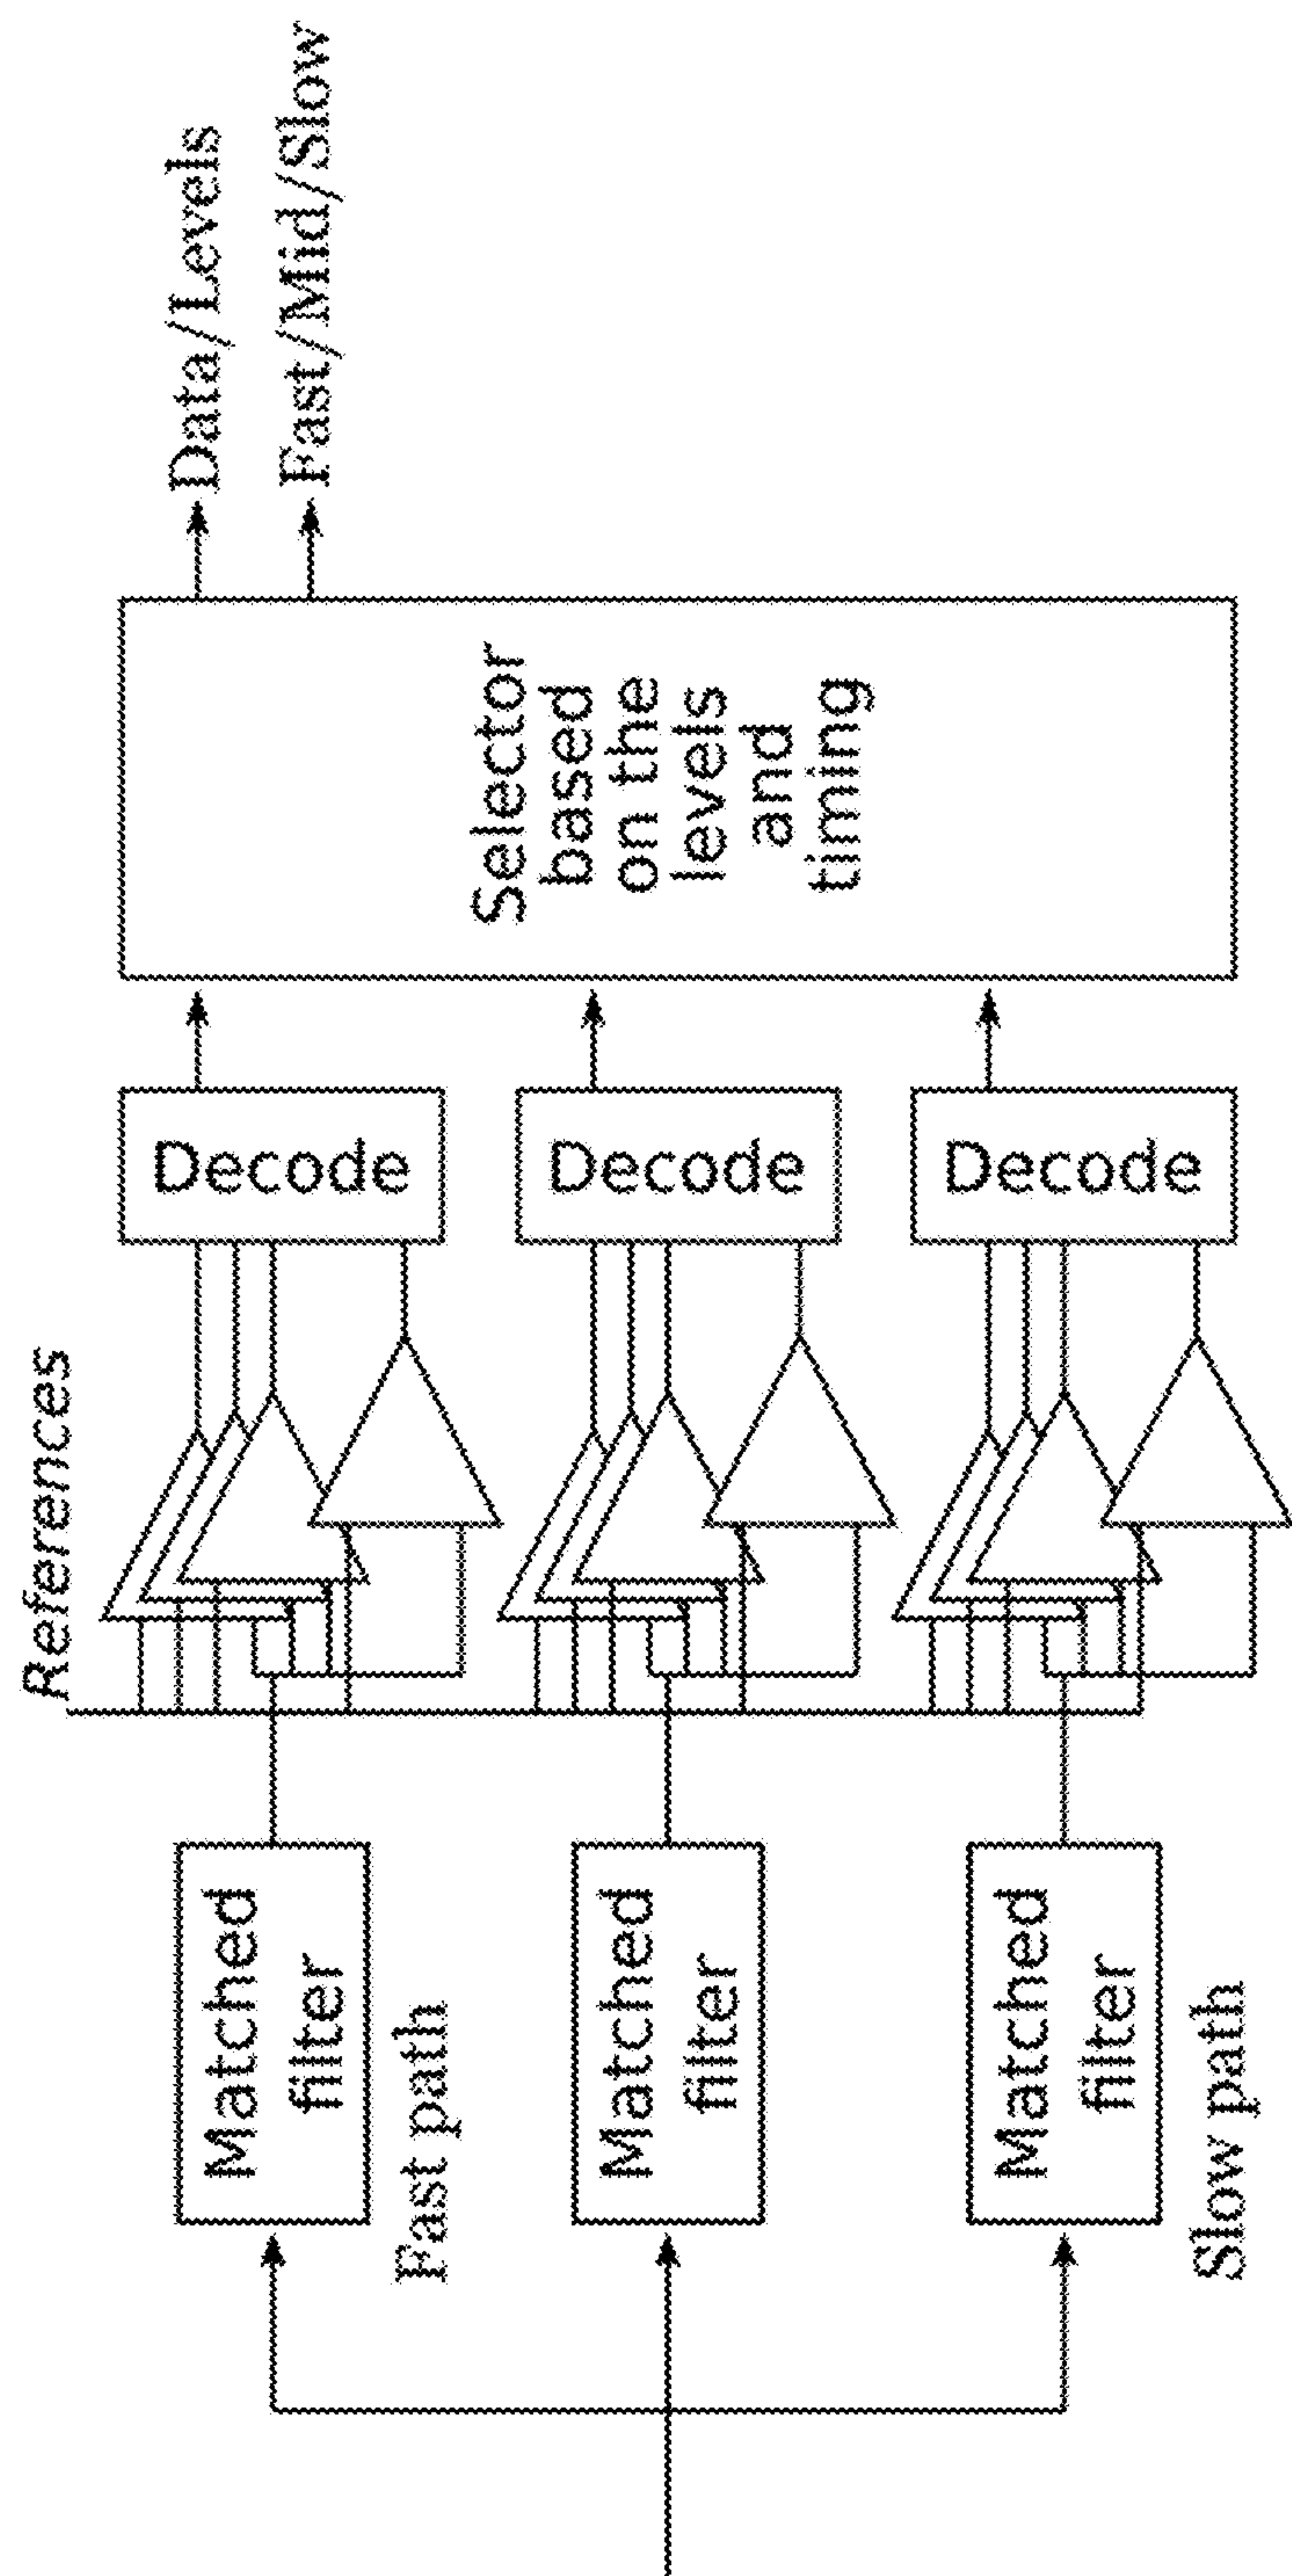 References
Data/Levels
Fast/Mid/Slow
Matched
filter
Fast path
Decode
Matched
filter
Decode
Matched
filter
Slow path
Decode
Selector
based
on the
levels
and
timing